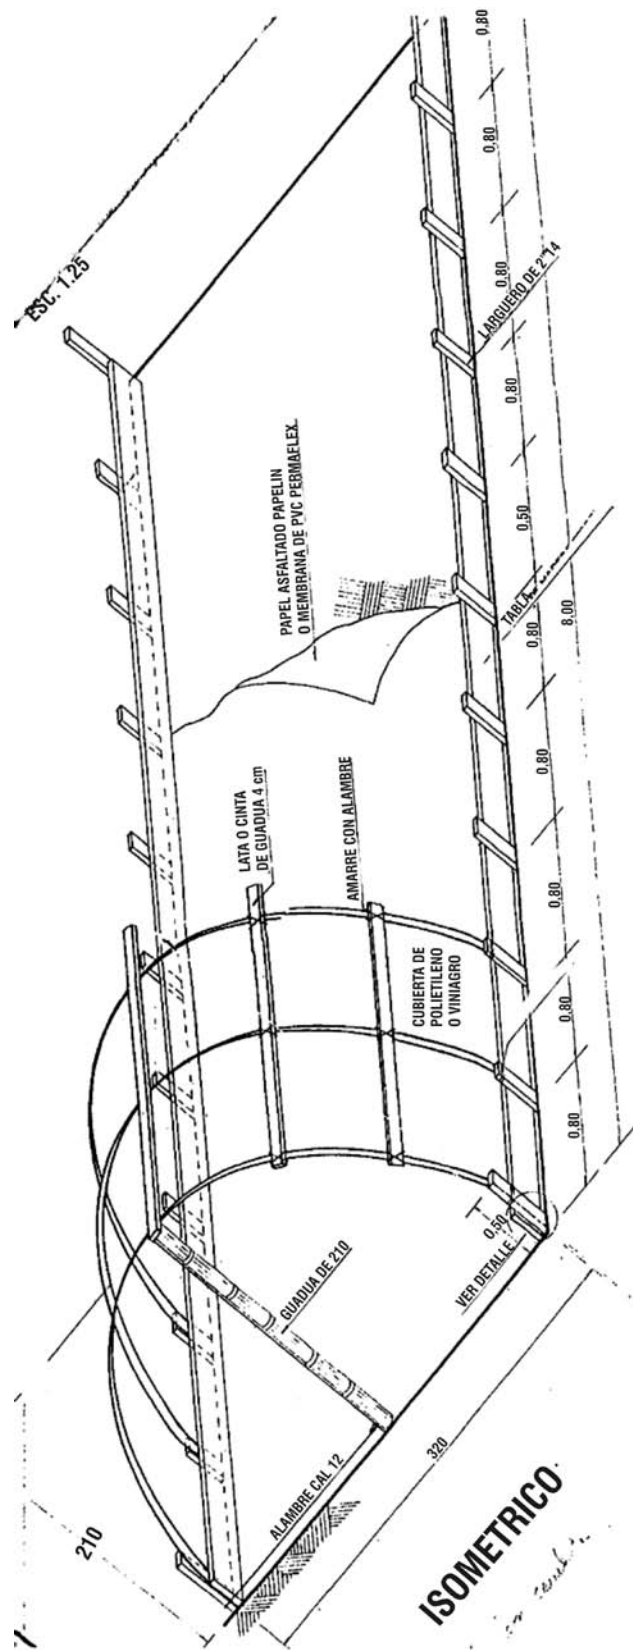 ESC. 1.25
0,80
0,80
0,80
0,80
0,50
0,80
0,80
0,80
0,80
0,80
8,00
LARGUERO DE 2"14
TABLA
PAPEL ASFALTADO PAPELIN
O MEMBRANA DE PVC PERMAFLEX.
LATA O CINTA
DE GUADUA 4 cm
AMARRE CON ALAMBRE
CUBIERTA DE
POLIETILENO
O VINIAGRO
0,50
VER DETALLE
GUADUA DE 210
ALAMBRE CAL 12
320
210
ISOMETRICO